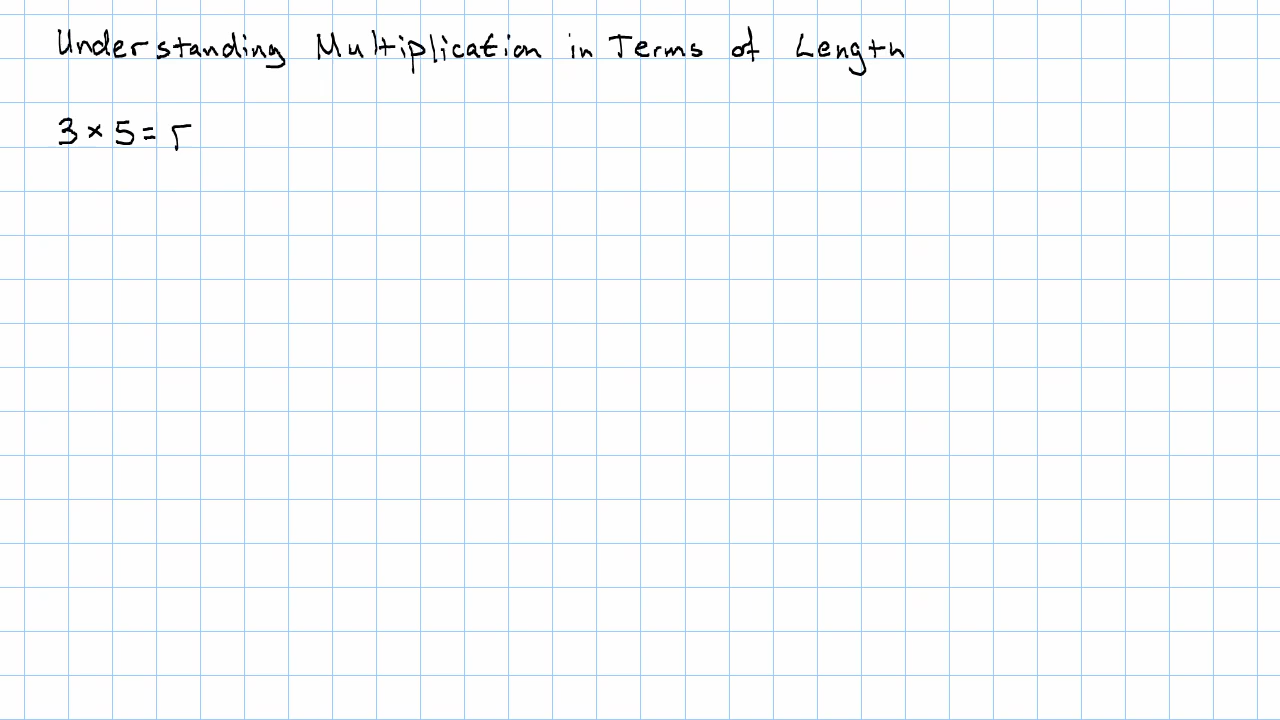 Understanding Multiplication in Terms of Length
3 × 5 = r